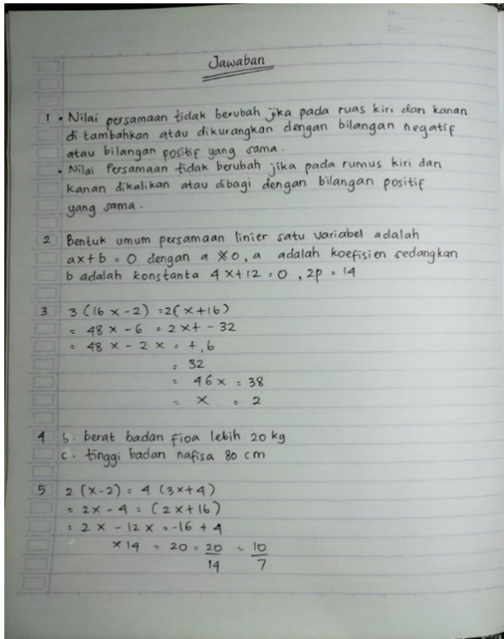 Jawaban
1 • Nilai persamaan tidak berubah jika pada ruas kiri dan kanan
di tambahkan atau dikurangkan dengan bilangan negatif
atau bilangan positif yang sama.
• Nilai Persamaan tidak berubah jika pada rumus kiri dan
kanan dikalikan atau dibagi dengan bilangan positif
yang sama.
2 Bentuk umum persamaan linier satu variabel adalah
ax + b = 0 dengan a ≠ 0, a adalah koefisien sedangkan
b adalah konstanta 4x + 12 = 0, 2p = 14
3 3 (16x - 2) = 2(x + 16)
= 48x - 6 = 2x + - 32
= 48x - 2x = +, 6
= 32
= 46x = 38
= x = 2
4 b. berat badan fioa lebih 20 kg
c. tinggi badan nafisa 80 cm
5 2 (x-2) = 4 (3x+4)
= 2x - 4 = (2x + 16)
= 2x - 12x = -16 + 4
x 14 = 20 = 20/14 = 10/7